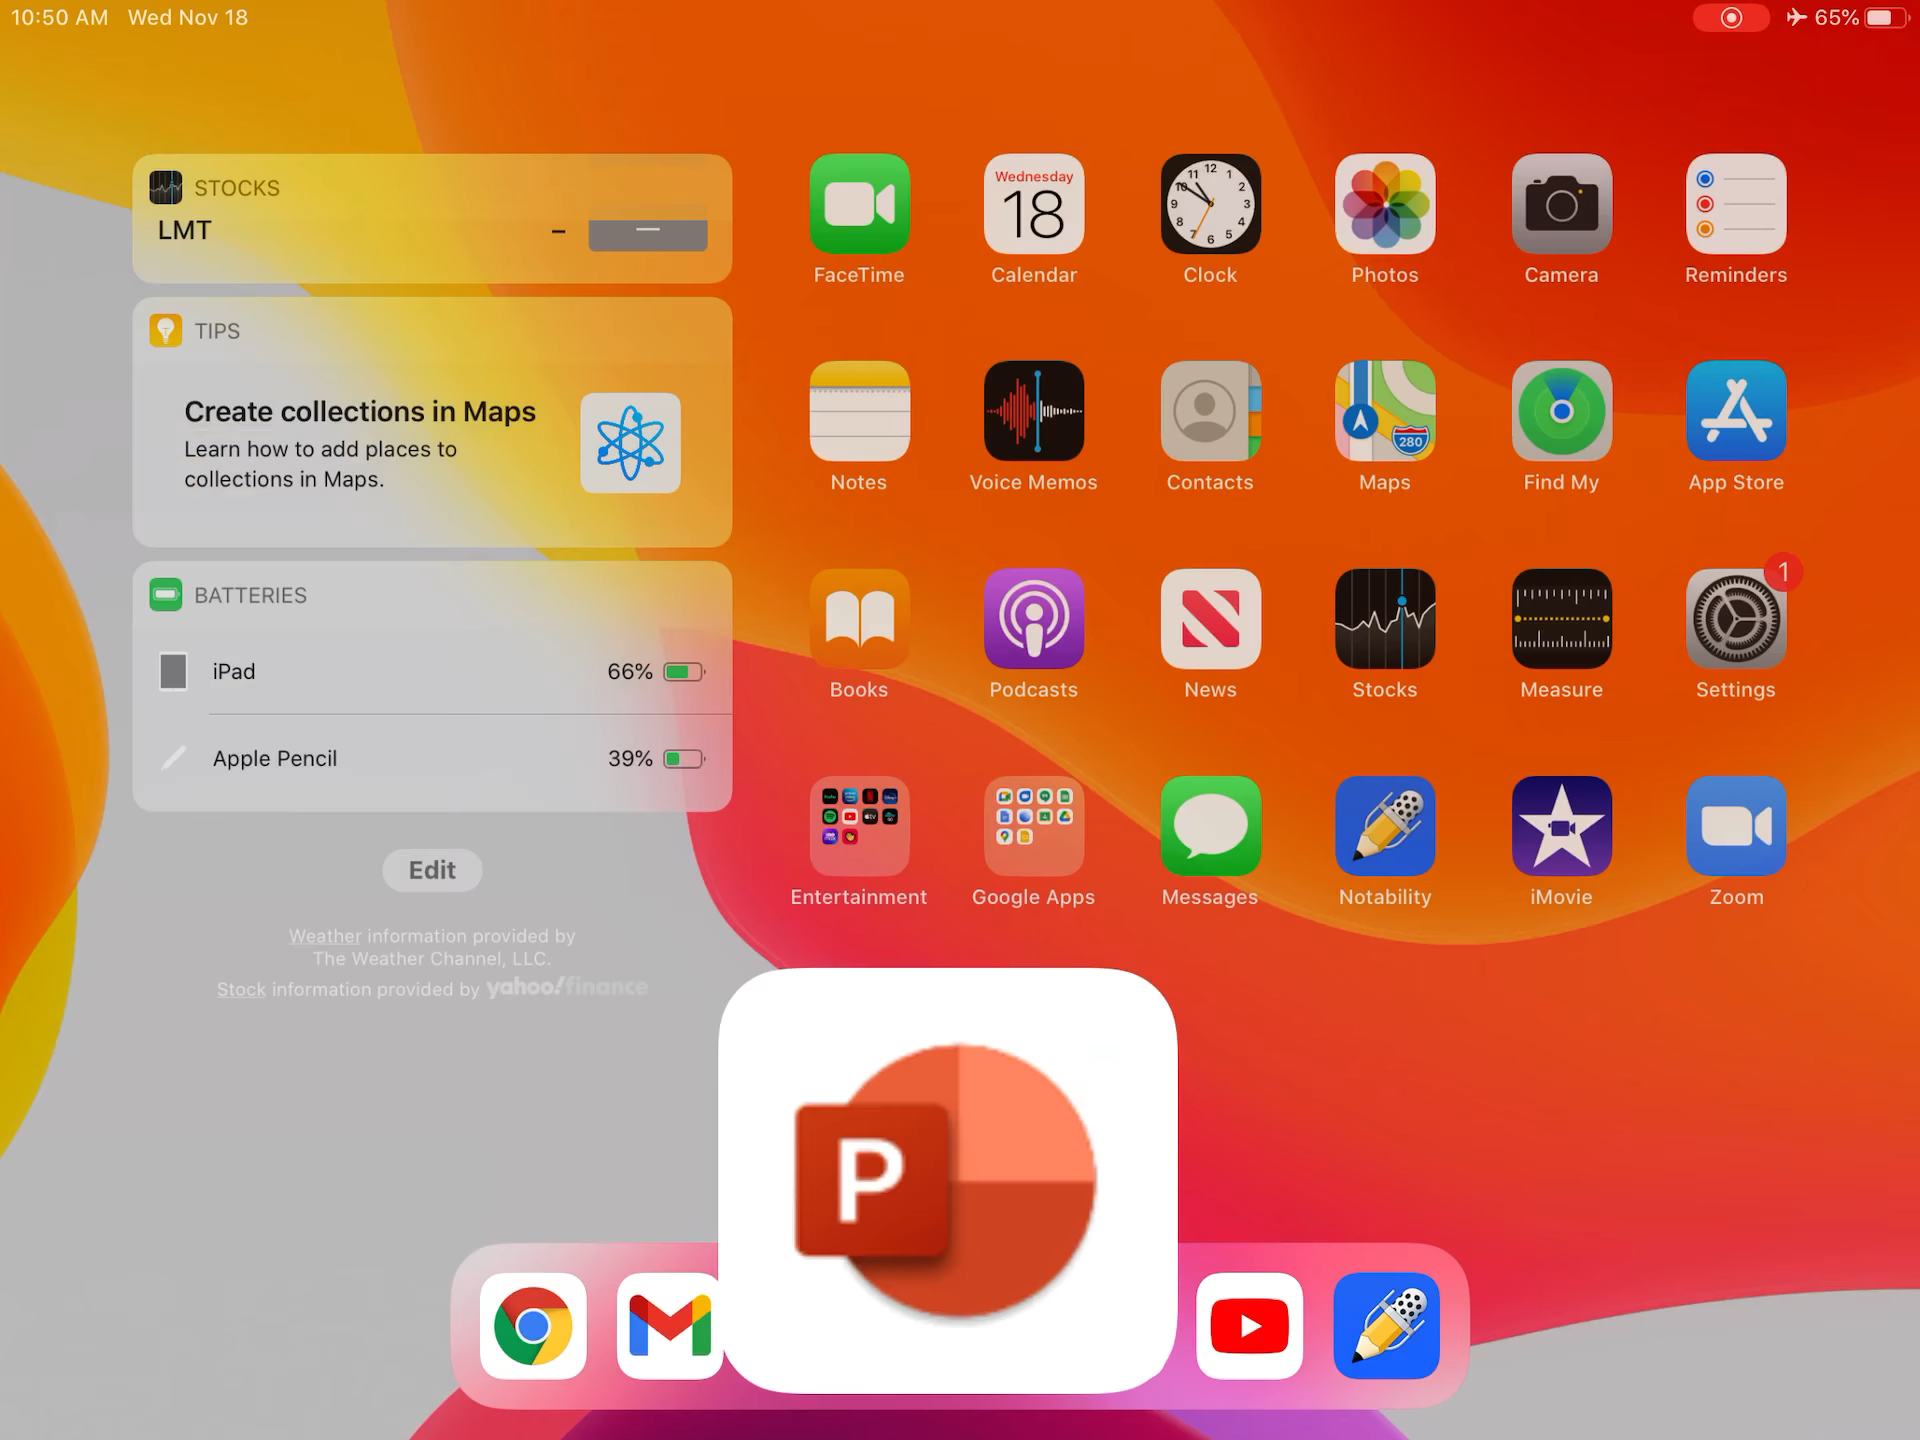 10:50 AM Wed Nov 18
65%
STOCKS
LMT
TIPS
Create collections in Maps
Learn how to add places to
collections in Maps.
BATTERIES
iPad 66%
Apple Pencil 39%
Edit
Weather information provided by
The Weather Channel, LLC.
Stock information provided by yahoo!finance
Wednesday
18
FaceTime Calendar Clock Photos Camera Reminders
280
Notes Voice Memos Contacts Maps Find My App Store
1
Books Podcasts News Stocks Measure Settings
Entertainment Google Apps Messages Notability iMovie Zoom
P